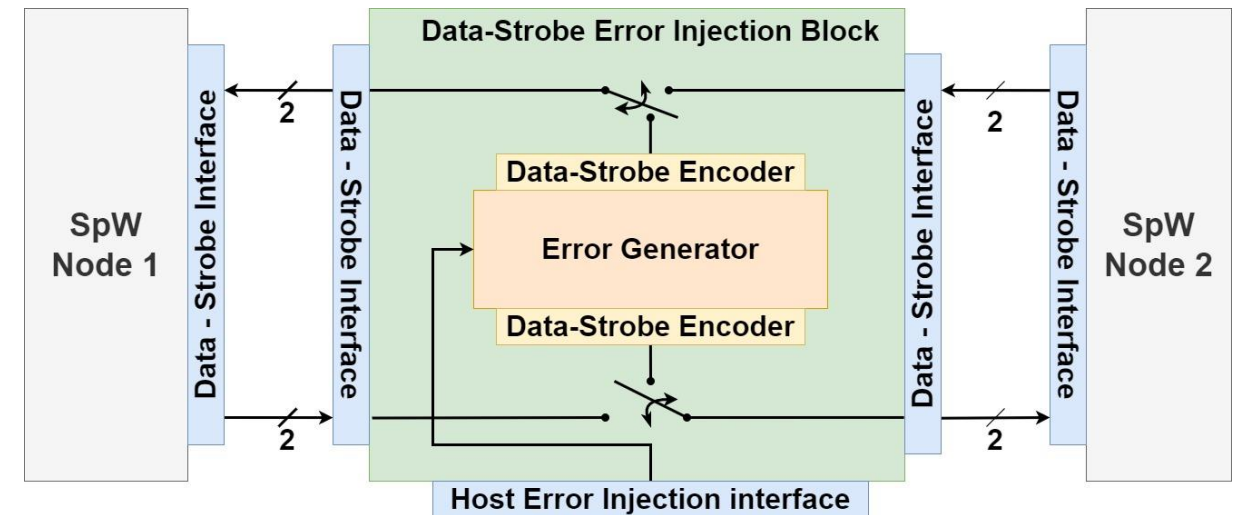 Data-Strobe Error Injection Block
SpW
Node 1
Data - Strobe Interface
2
2
Data - Strobe Interface
Data-Strobe Encoder
Error Generator
Data-Strobe Encoder
Host Error Injection interface
Data - Strobe Interface
2
2
Data - Strobe Interface
SpW
Node 2